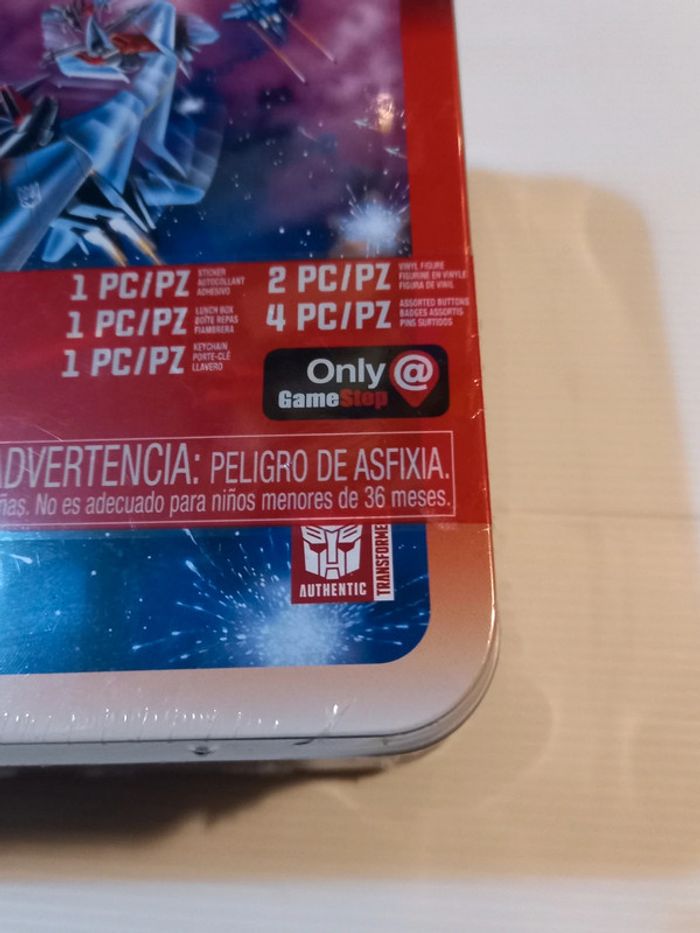 1 PC/PZ
STICKER
AUTOCOLLANT
ADHESIVO
2 PC/PZ
VINYL FIGURE
FIGURINE EN VINYLE
FIGURA DE VINIL
1 PC/PZ
LUNCH BOX
BOÎTE REPAS
FIAMBRERA
4 PC/PZ
ASSORTED BUTTONS
BADGES ASSORTIS
PINS SURTIDOS
1 PC/PZ
KEYCHAIN
PORTE-CLÉ
LLAVERO
Only @
GameStop
ADVERTENCIA: PELIGRO DE ASFIXIA.
ñas. No es adecuado para niños menores de 36 meses.
AUTHENTIC
TRANSFORME